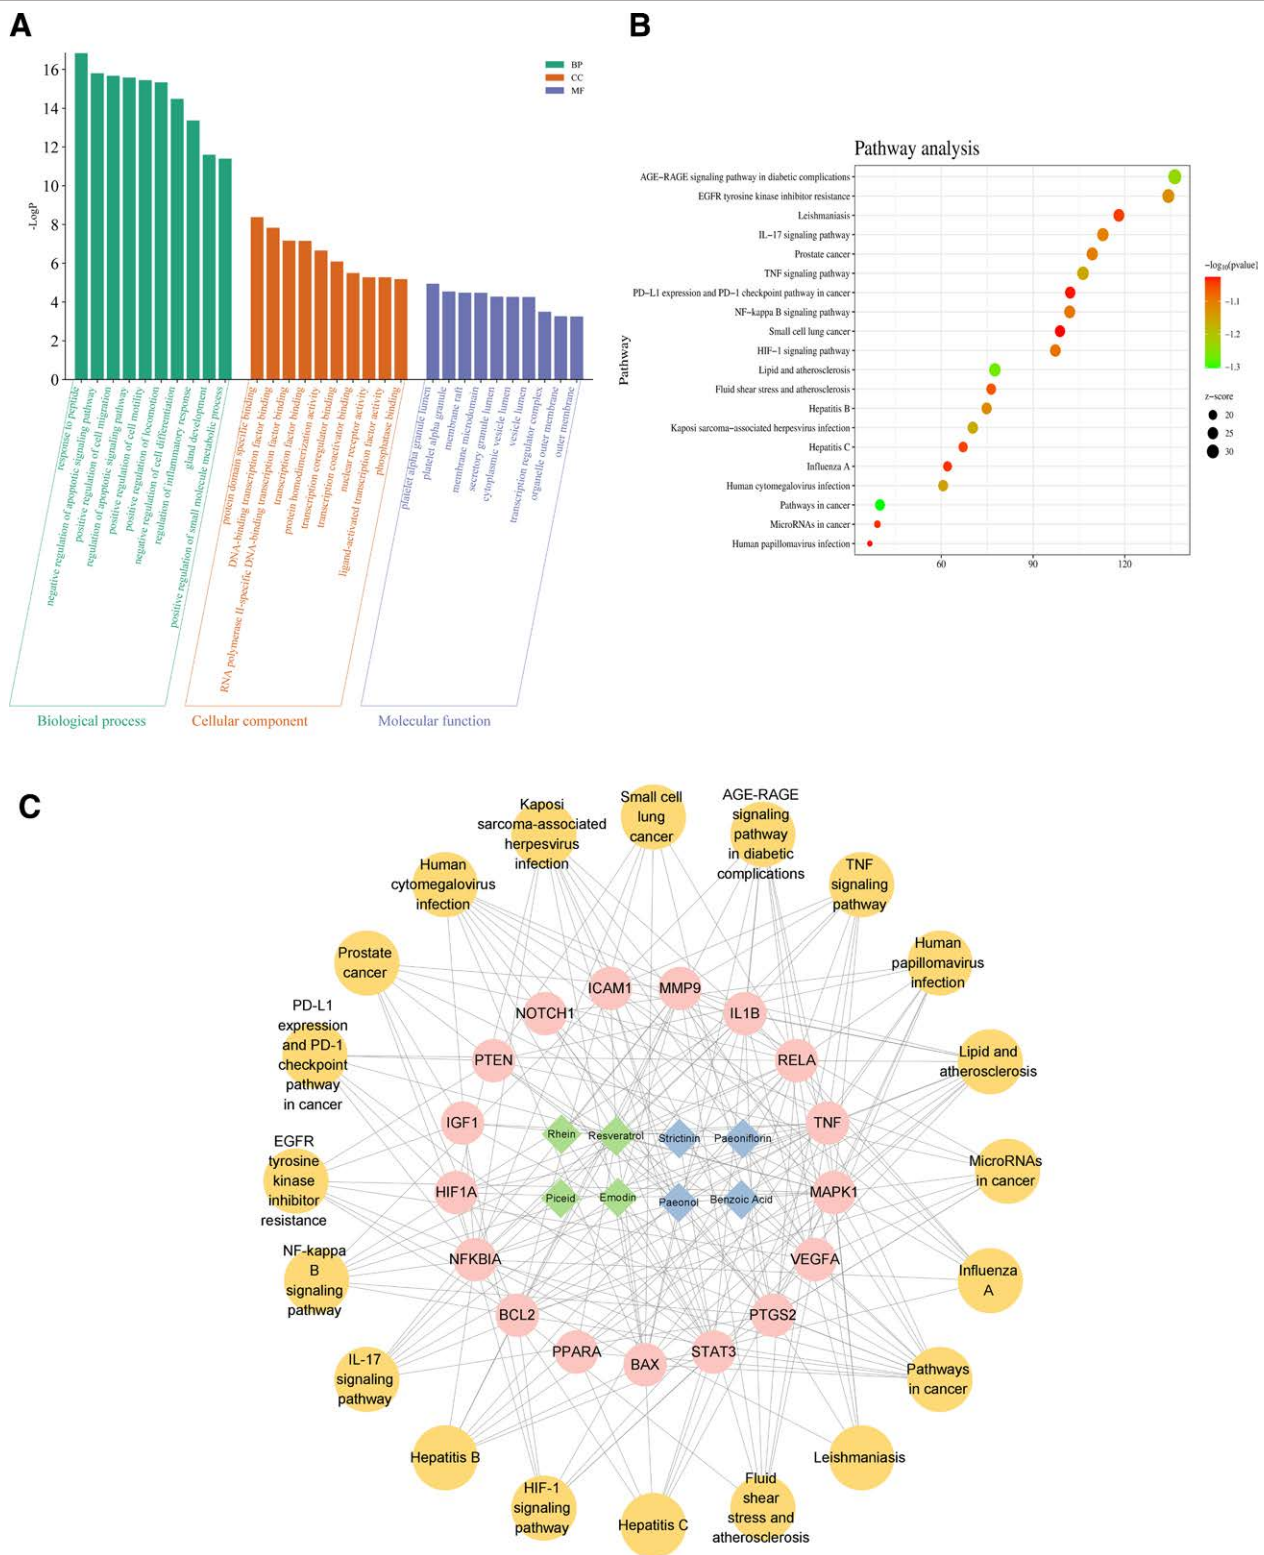 A
16
14
12
10
8
6
4
2
0
-LogP
BP
CC
MF
response to peptide
negative regulation of apoptotic signaling pathway
positive regulation of cell migration
regulation of apoptotic signaling pathway
positive regulation of cell motility
positive regulation of locomotion
negative regulation of cell differentiation
regulation of inflammatory response
gland development
positive regulation of small molecule metabolic process
protein domain specific binding
DNA-binding transcription factor binding
RNA polymerase II-specific DNA-binding transcription factor binding
transcription factor binding
protein homodimerization activity
transcription coregulator binding
transcription coactivator binding
nuclear receptor activity
ligand-activated transcription factor activity
phosphatase binding
platelet alpha granule lumen
platelet alpha granule
membrane raft
membrane microdomain
secretory granule lumen
cytoplasmic vesicle lumen
vesicle lumen
transcription regulator complex
organelle outer membrane
outer membrane
Biological process
Cellular component
Molecular function
B
Pathway analysis
Pathway
AGE-RAGE signaling pathway in diabetic complications
EGFR tyrosine kinase inhibitor resistance
Leishmaniasis
IL-17 signaling pathway
Prostate cancer
TNF signaling pathway
PD-L1 expression and PD-1 checkpoint pathway in cancer
NF-kappa B signaling pathway
Small cell lung cancer
HIF-1 signaling pathway
Lipid and atherosclerosis
Fluid shear stress and atherosclerosis
Hepatitis B
Kaposi sarcoma-associated herpesvirus infection
Hepatitis C
Influenza A
Human cytomegalovirus infection
Pathways in cancer
MicroRNAs in cancer
Human papillomavirus infection
60
90
120
-log₁₀(pvalue]
-1.1
-1.2
-1.3
z-score
20
25
30
C
Small cell
lung
cancer
AGE-RAGE
signaling
pathway
in diabetic
complications
TNF
signaling
pathway
Human
papillomavirus
infection
Lipid and
atherosclerosis
MicroRNAs
in cancer
Influenza
A
Pathways
in cancer
Leishmaniasis
Fluid
shear
stress and
atherosclerosis
Hepatitis C
HIF-1
signaling
pathway
Hepatitis B
IL-17
signaling
pathway
NF-kappa
B
signaling
pathway
EGFR
tyrosine
kinase
inhibitor
resistance
PD-L1
expression
and PD-1
checkpoint
pathway
in cancer
Prostate
cancer
Human
cytomegalovirus
infection
Kaposi
sarcoma-associated
herpesvirus
infection
ICAM1
MMP9
IL1B
RELA
TNF
MAPK1
VEGFA
PTGS2
STAT3
BAX
PPARA
BCL2
NFKBIA
HIF1A
IGF1
PTEN
NOTCH1
Rhein
Resveratrol
Strictinin
Paeoniflorin
Piceid
Emodin
Paeonol
Benzoic Acid